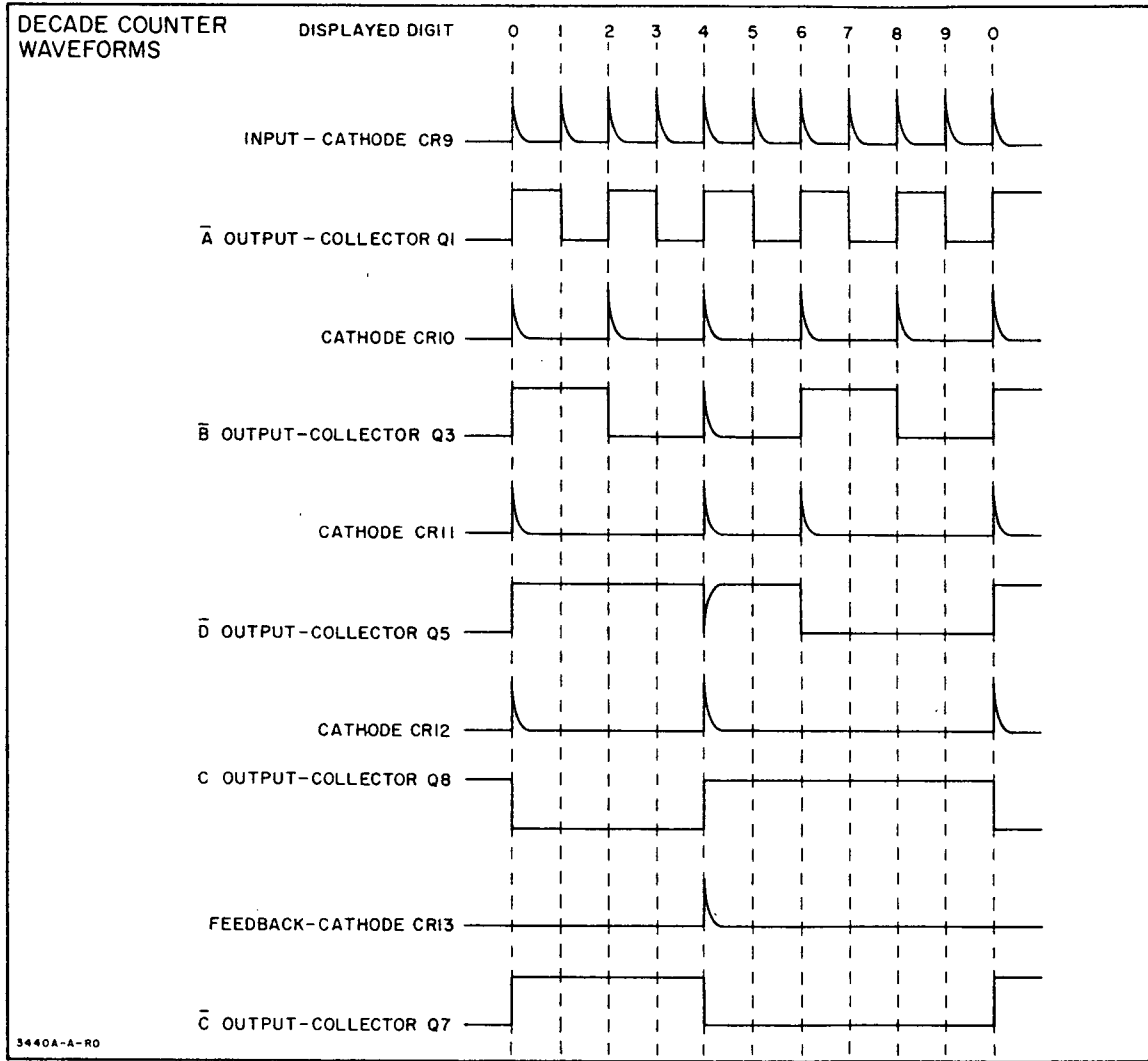 DECADE COUNTER
WAVEFORMS
DISPLAYED DIGIT 0 1 2 3 4 5 6 7 8 9 0
INPUT-CATHODE CR9
A̅ OUTPUT-COLLECTOR Q1
CATHODE CR10
B̅ OUTPUT-COLLECTOR Q3
CATHODE CR11
D̅ OUTPUT-COLLECTOR Q5
CATHODE CR12
C OUTPUT-COLLECTOR Q8
FEEDBACK-CATHODE CR13
C̅ OUTPUT-COLLECTOR Q7
3440A-A-RO